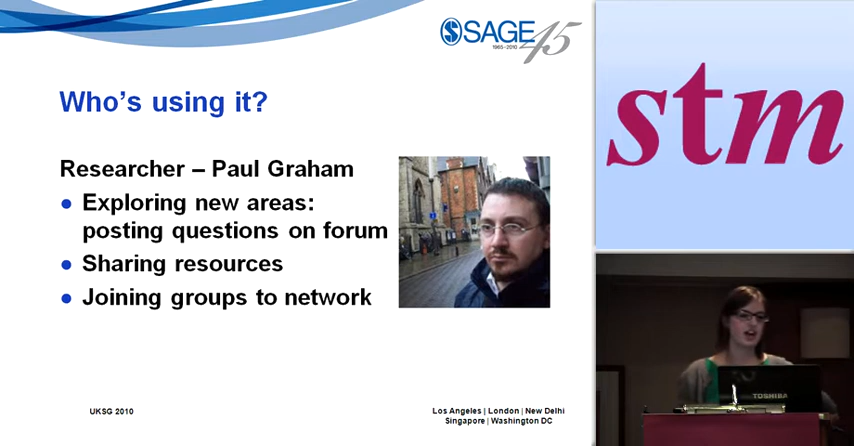 SAGE 45
1965–2010
Who's using it?
Researcher – Paul Graham
● Exploring new areas:
posting questions on forum
● Sharing resources
● Joining groups to network
UKSG 2010
Los Angeles | London | New Delhi
Singapore | Washington DC
stm
TOSHIBA